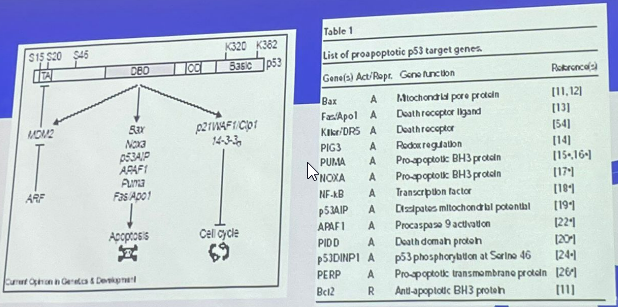 S15 S20 S46 K320 K382
TA DBD CC Basic p53
MDM2
ARF
Bax
Noxa
p53AIP
APAF1
Puma
Fas/Apo1
Apoptosis
p21WAF1/Cip1
14-3-3σ
Cell cycle
Current Opinion in Genetics & Development
Table 1
List of proapoptotic p53 target genes.
Gene(s) Act/Repr. Gene function Reference(s)
Bax A Mitochondrial pore protein [11,12]
Fas/Apo1 A Death receptor ligand [13]
Killer/DR5 A Death receptor [54]
PIG3 A Redox regulation [14]
PUMA A Pro-apoptotic BH3 protein [15•,16•]
NOXA A Pro-apoptotic BH3 protein [17•]
NF-kB A Transcription factor [18•]
p53AIP A Dissipates mitochondrial potential [19•]
APAF1 A Procaspase 9 activation [22•]
PIDD A Death domain protein [20•]
p53DINP1 A p53 phosphorylation at Serine 46 [24•]
PERP A Pro-apoptotic transmembrane protein [26•]
Bcl2 R Anti-apoptotic BH3 protein [11]